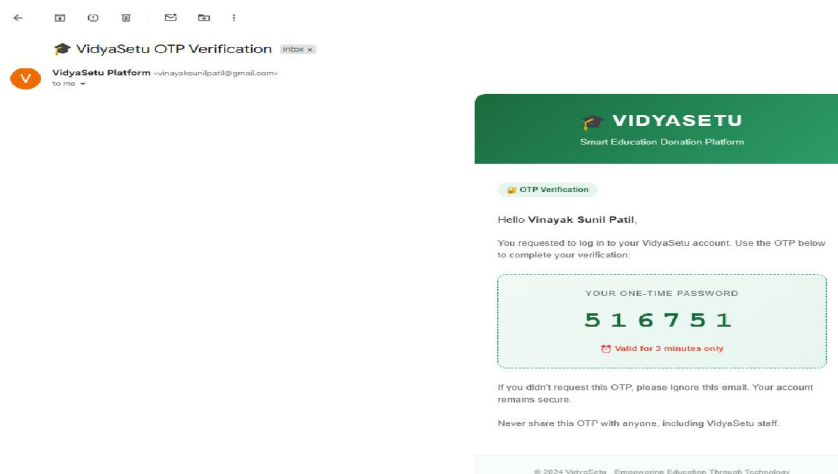 🎓 VidyaSetu OTP Verification Inbox x
V
VidyaSetu Platform <vinayaksunilpatil@gmail.com>
to me
🎓 VIDYASETU
Smart Education Donation Platform
🔐 OTP Verification
Hello Vinayak Sunil Patil,
You requested to log in to your VidyaSetu account. Use the OTP below
to complete your verification:
YOUR ONE-TIME PASSWORD
516751
⏰ Valid for 3 minutes only
If you didn't request this OTP, please ignore this email. Your account
remains secure.
Never share this OTP with anyone, including VidyaSetu staff.
© 2024 VidyaSetu Empowering Education Through Technology